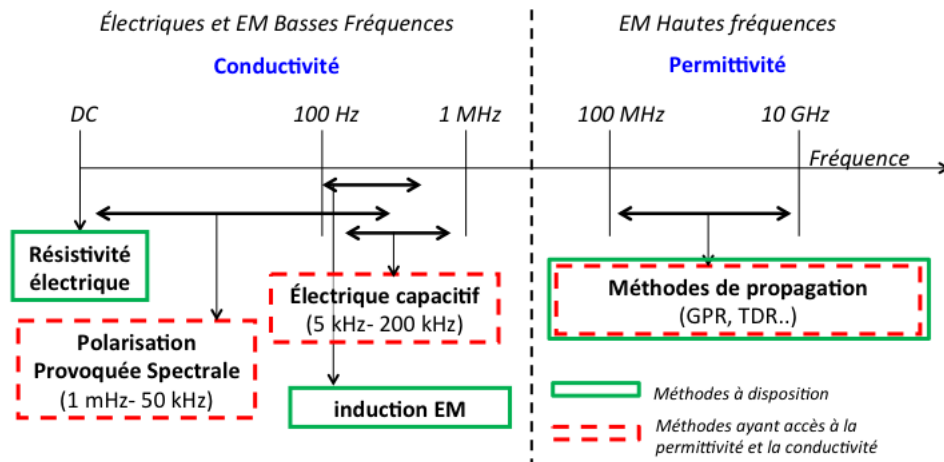 Électriques et EM Basses Fréquences
EM Hautes fréquences
Conductivité
Permittivité
DC
100 Hz
1 MHz
100 MHz
10 GHz
Fréquence
Résistivité
électrique
Électrique capacitif
(5 kHz- 200 kHz)
Méthodes de propagation
(GPR, TDR..)
Polarisation
Provoquée Spectrale
(1 mHz- 50 kHz)
induction EM
Méthodes à disposition
Méthodes ayant accès à la
permittivité et la conductivité